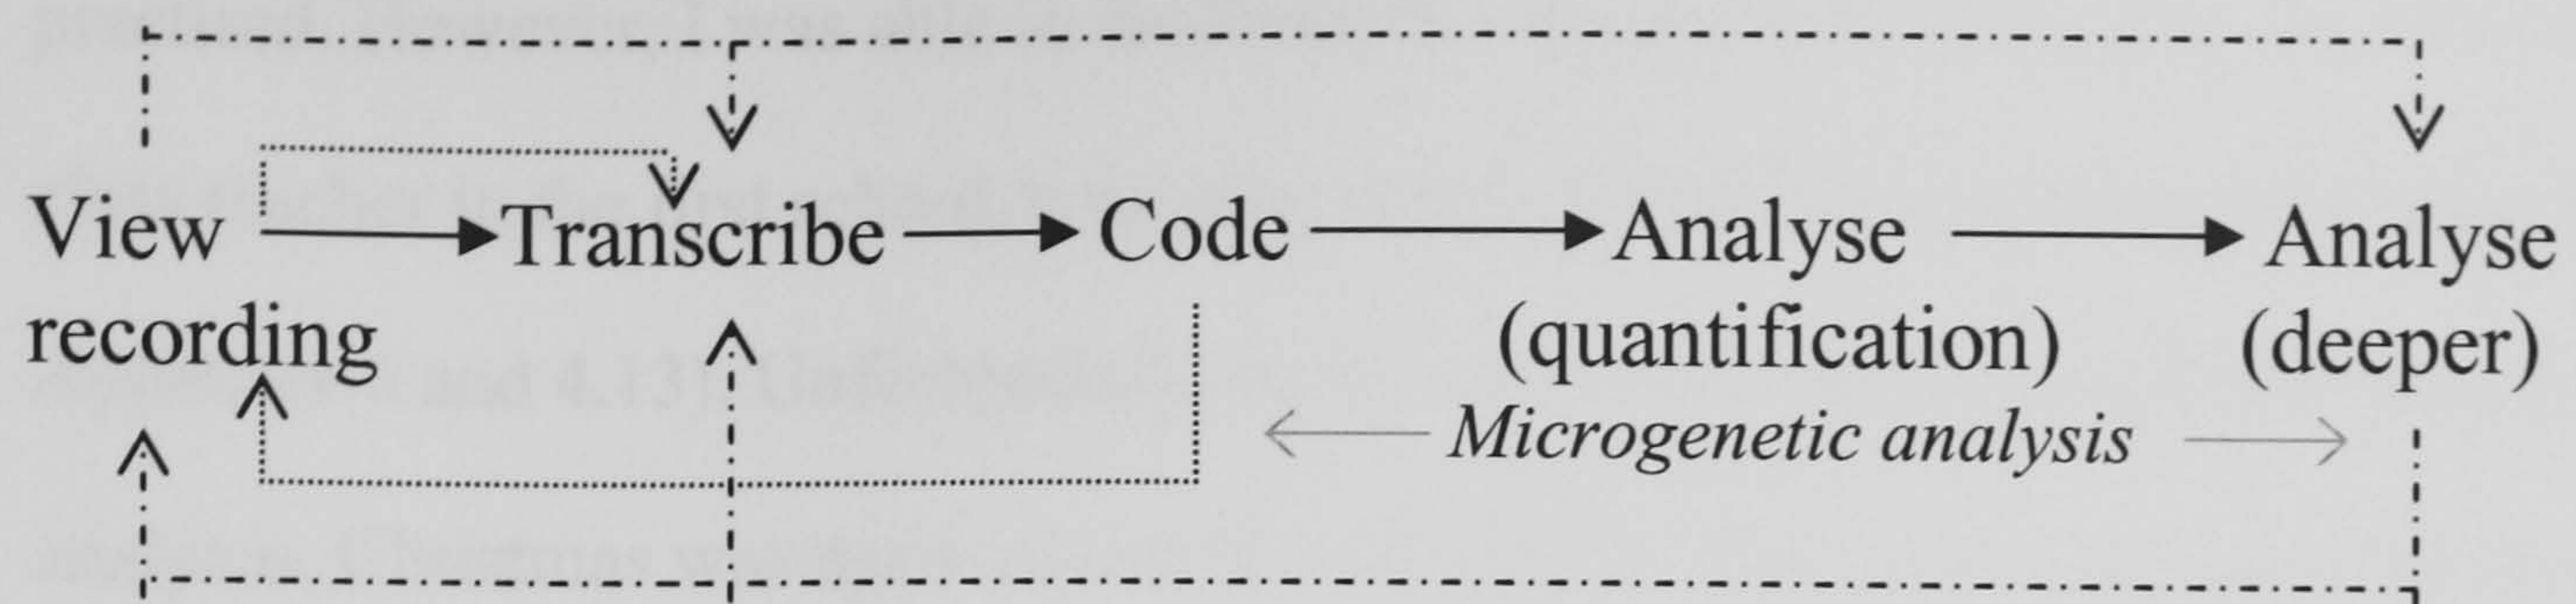 View Transcribe Code Analyse Analyse
recording (quantification) (deeper)
Microgenetic analysis